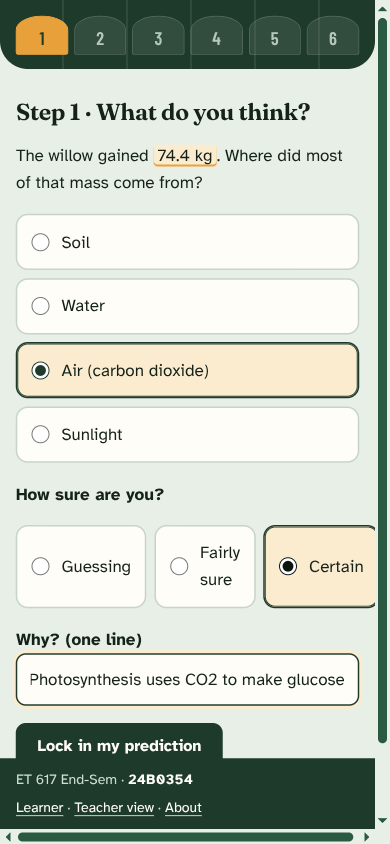 1 2 3 4 5 6
Step 1 · What do you think?
The willow gained 74.4 kg . Where did most
of that mass come from?
Soil
Water
Air (carbon dioxide)
Sunlight
How sure are you?
Guessing
Fairly
sure
Certain
Why? (one line)
Photosynthesis uses CO2 to make glucose
Lock in my prediction
ET 617 End-Sem · 24B0354
Learner · Teacher view · About